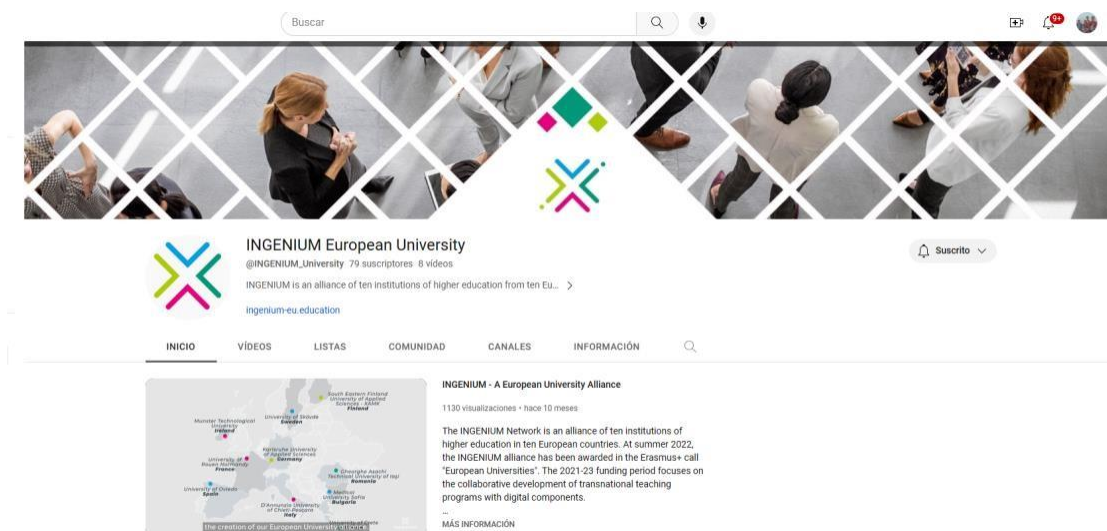 Buscar
9+
INGENIUM European University
@INGENIUM_University 79 suscriptores 8 vídeos
INGENIUM is an alliance of ten institutions of higher education from ten Eu...
ingenium-eu.education
Suscrito
INICIO VÍDEOS LISTAS COMUNIDAD CANALES INFORMACIÓN
South Eastern Finland
University of Applied
Sciences - XAMK
Finland
Munster Technological
University
Ireland
University of Skövde
Sweden
Karlsruhe University
of Applied Sciences
Germany
University of
Rouen Normandy
France
Gheorghe Asachi
Technical University of Iași
Romania
University of Oviedo
Spain
Medical
University Sofia
Bulgaria
D'Annunzio University
of Chieti-Pescara
Italy
University of Crete
the creation of our European University alliance.
INGENIUM - A European University Alliance
1130 visualizaciones • hace 10 meses
The INGENIUM Network is an alliance of ten institutions of
higher education in ten European countries. At summer 2022,
the INGENIUM alliance has been awarded in the Erasmus+ call
"European Universities". The 2021-23 funding period focuses on
the collaborative development of transnational teaching
programs with digital components.
...
MÁS INFORMACIÓN